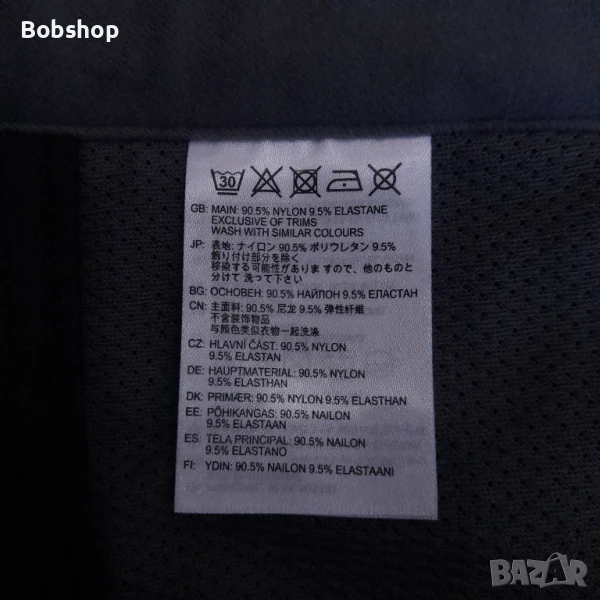 Bobshop
30
GB: MAIN: 90.5% NYLON 9.5% ELASTANE
EXCLUSIVE OF TRIMS
WASH WITH SIMILAR COLOURS
JP: 表地: ナイロン 90.5% ポリウレタン 9.5%
飾り付け部分を除く
移染する可能性がありま すので、他のものと
分けて 洗って下さい
BG: ОСНОВЕН: 90.5% НАЙЛОН 9.5% ЕЛАСТАН
CN: 主面料: 90.5% 尼龙 9.5% 弹性纤维
不含装饰物品
与颜色类似衣物一起洗涤
CZ: HLAVNÍ ČÁST: 90.5% NYLON
9.5% ELASTAN
DE: HAUPTMATERIAL: 90.5% NYLON
9.5% ELASTHAN
DK: PRIMÆR: 90.5% NYLON 9.5% ELASTHAN
EE: PÕHIKANGAS: 90.5% NAILON
9.5% ELASTAAN
ES: TELA PRINCIPAL: 90.5% NYLON
9.5% ELASTANO
FI: YDIN: 90.5% NAILON 9.5% ELASTAANI
BAZAR